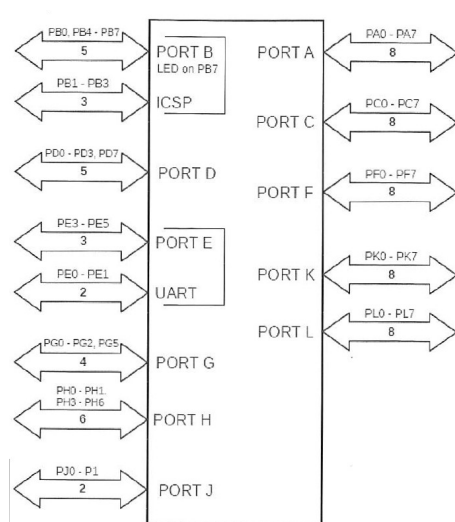 PB0, PB4 - PB7
5
PORT B
LED on PB7
PB1 - PB3
3
ICSP
PD0 - PD3, PD7
5
PORT D
PE3 - PE5
3
PORT E
PE0 - PE1
2
UART
PG0 - PG2, PG5
4
PORT G
PH0 - PH1,
PH3 - PH6
6
PORT H
PJ0 - P1
2
PORT J
PORT A
PA0 - PA7
8
PORT C
PC0 - PC7
8
PORT F
PF0 - PF7
8
PORT K
PK0 - PK7
8
PORT L
PL0 - PL7
8